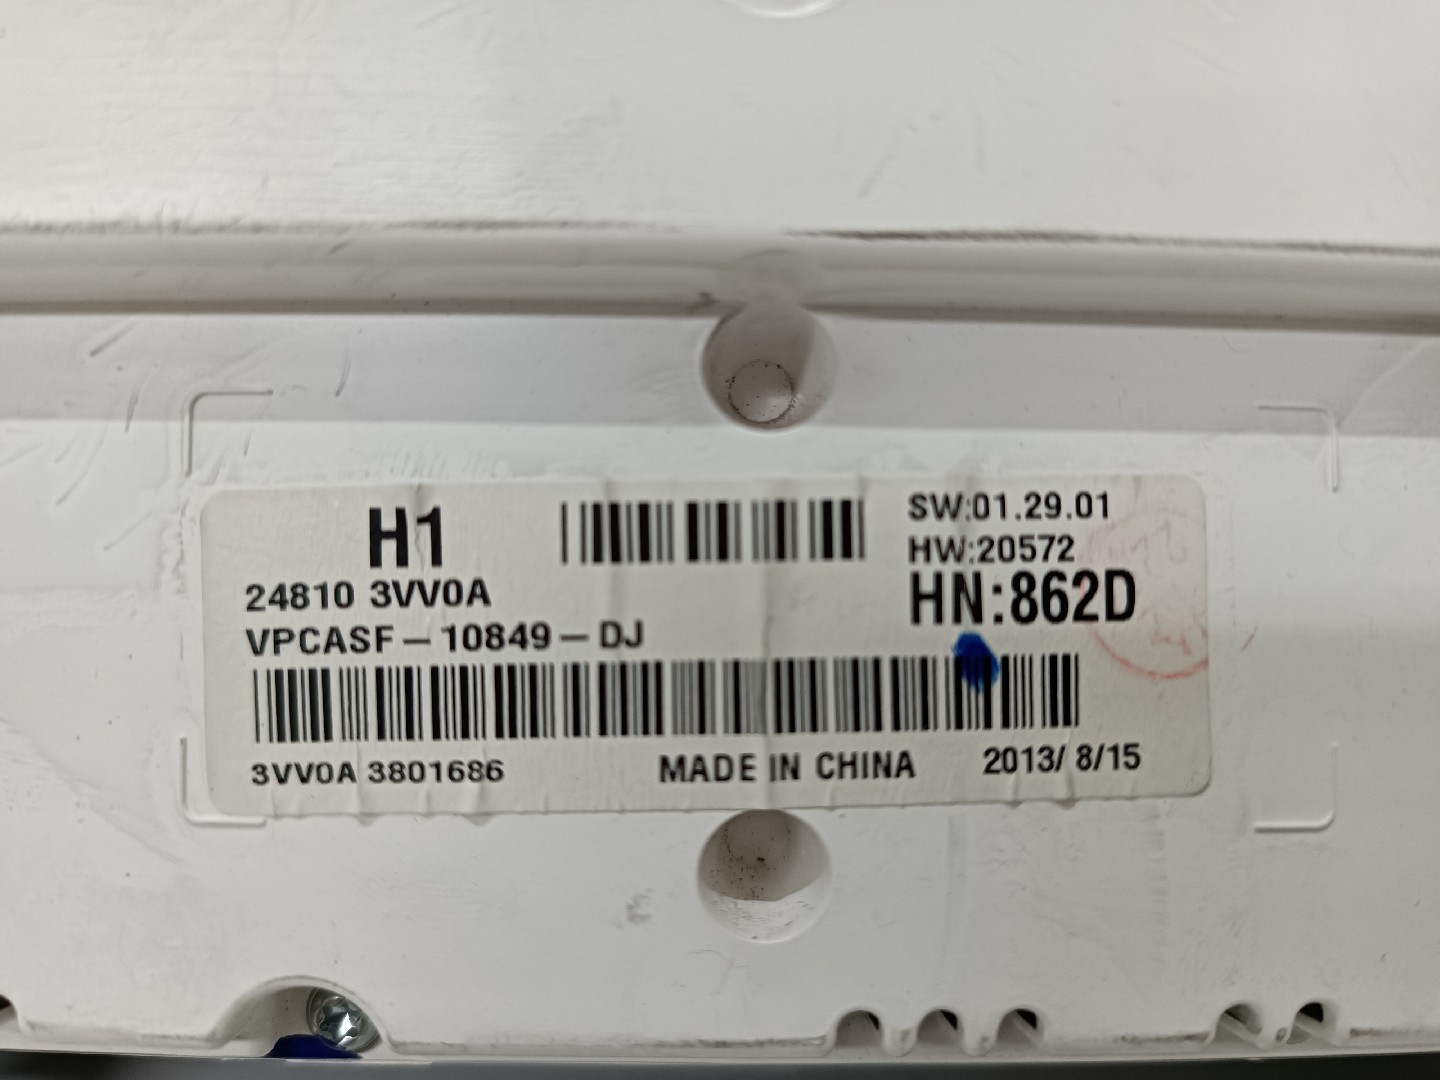 H1
SW:01.29.01
HW:20572
HN:862D
24810 3VV0A
VPCASF-10849-DJ
3VV0A 3801686
MADE IN CHINA
2013/ 8/15